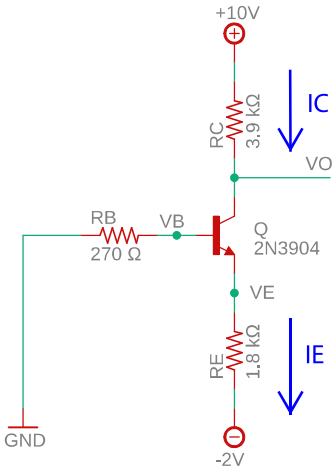 +10V
IC
RC
3.9 kΩ
VO
RB
VB
270 Ω
Q
2N3904
VE
RE
1.8 kΩ
IE
GND
-2V